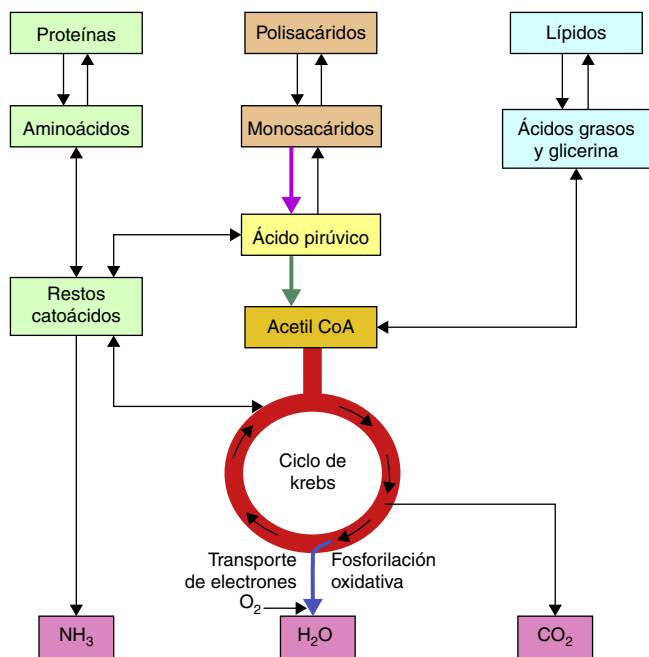 Proteínas
Polisacáridos
Lípidos
Aminoácidos
Monosacáridos
Ácidos grasos
y glicerina
Ácido pirúvico
Restos
catoácidos
Acetil CoA
Ciclo de
krebs
Transporte
de electrones
Fosforilación
oxidativa
O₂
NH₃
H₂O
CO₂